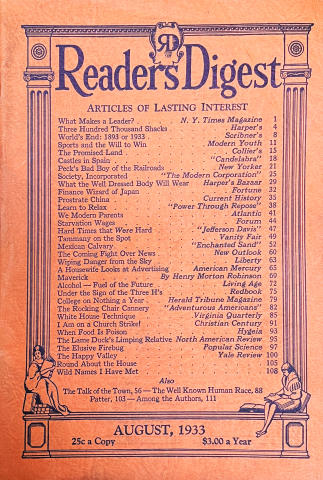 RD
Reader's Digest
ARTICLES OF LASTING INTEREST
What Makes a Leader? . N. Y. Times Magazine 1
Three Hundred Thousand Shacks Harper's 4
World's End: 1893 or 1933 . Scribner's 8
Sports and the Will to Win Modern Youth 11
The Promised Land Collier's 15
Castles in Spain "Candelabra" 18
Peck's Bad Boy of the Railroads New Yorker 21
Society, Incorporated "The Modern Corporation" 25
What the Well Dressed Body Will Wear Harper's Bazaar 29
Finance Wizard of Japan Fortune 32
Prostrate China Current History 35
Learn to Relax "Power Through Repose" 38
We Modern Parents Atlantic 41
Starvation Wages Forum 44
Hard Times that Were Hard "Jefferson Davis" 47
Tammany on the Spot Vanity Fair 49
Mexican Calvary "Enchanted Sand" 52
The Coming Fight Over News New Outlook 60
Wiping Danger from the Sky Liberty 63
A Housewife Looks at Advertising American Mercury 65
Maverick By Henry Morton Robinson 69
Alcohol—Fuel of the Future Living Age 72
Under the Sign of the Three H's Redbook 75
College on Nothing a Year . Herald Tribune Magazine 79
The Rocking Chair Cannery "Adventurous Americans" 82
White House Technique Virginia Quarterly 85
I Am on a Church Strike! Christian Century 91
When Food Is Poison Hygeia 93
The Lame Duck's Limping Relative North American Review 95
The Elusive Firebug Popular Science 97
The Happy Valley Yale Review 100
Round About the House 105
Wild Names I Have Met 108
Also
The Talk of the Town, 56—The Well Known Human Race, 88
Patter, 103—Among the Authors, 111
AUGUST, 1933
25c a Copy $3.00 a Year